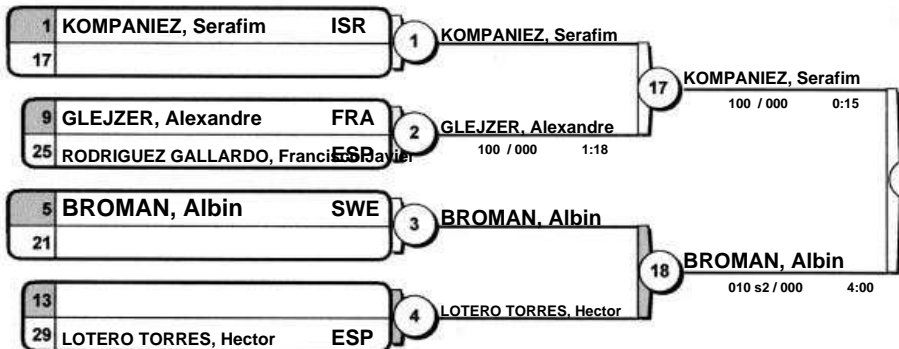 1 KOMPANIEZ, Serafim ISR
17
1 KOMPANIEZ, Serafim
9 GLEJZER, Alexandre FRA
25 RODRIGUEZ GALLARDO, Francisco Javier ESP
2 GLEJZER, Alexandre
100 / 000 1:18
17 KOMPANIEZ, Serafim
100 / 000 0:15
5 BROMAN, Albin SWE
21
3 BROMAN, Albin
13
29 LOTERO TORRES, Hector ESP
4 LOTERO TORRES, Hector
18 BROMAN, Albin
010 s2 / 000 4:00